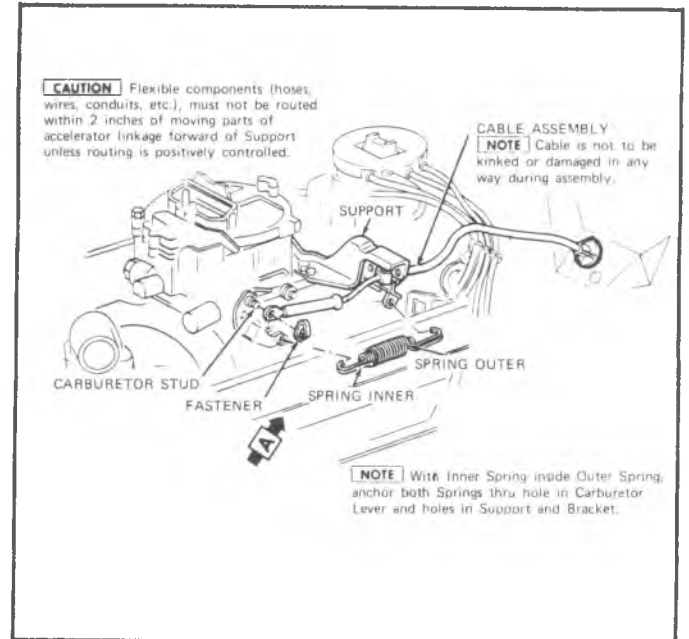 CAUTION Flexible components (hoses,
wires, conduits, etc.), must not be routed
within 2 inches of moving parts of
accelerator linkage forward of Support
unless routing is positively controlled.
CABLE ASSEMBLY
NOTE Cable is not to be
kinked or damaged in any
way during assembly.
SUPPORT
CARBURETOR STUD
FASTENER
SPRING INNER
SPRING OUTER
A
NOTE With Inner Spring inside Outer Spring,
anchor both Springs thru hole in Carburetor
Lever and holes in Support and Bracket.